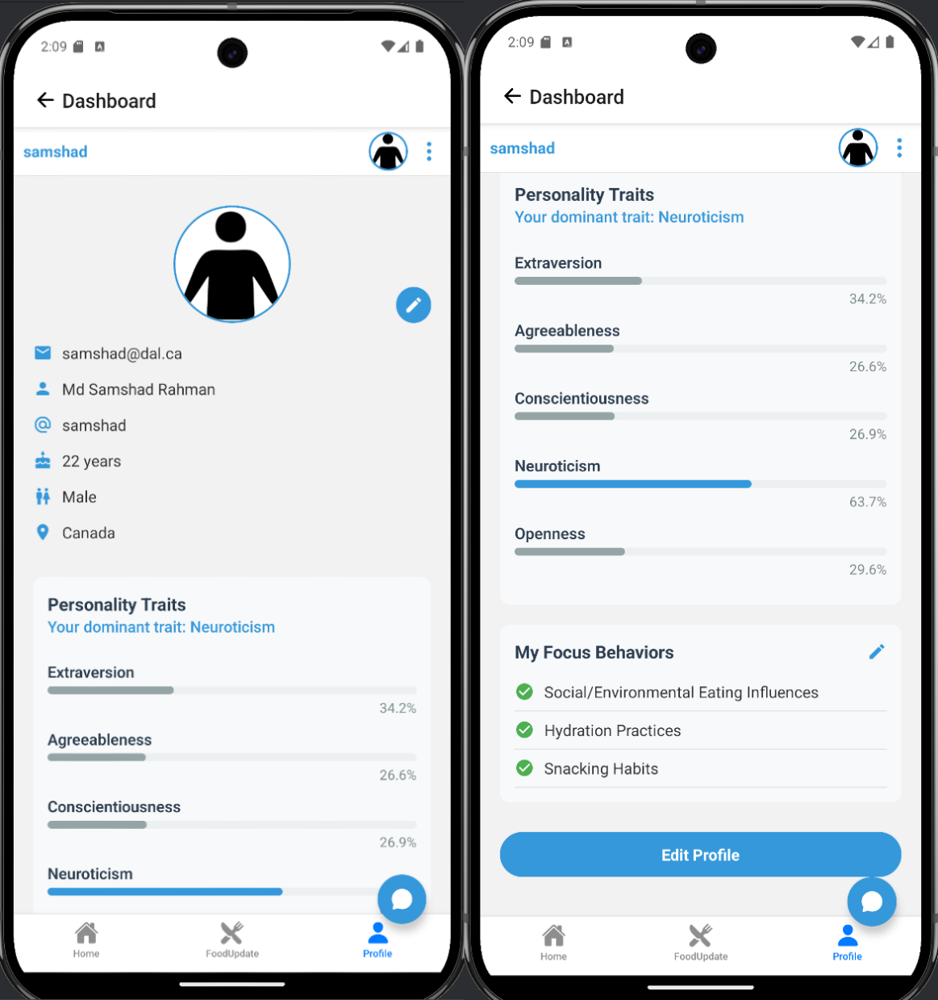 2:09
Dashboard
samshad
samshad@dal.ca
Md Samshad Rahman
samshad
22 years
Male
Canada
Personality Traits
Your dominant trait: Neuroticism
Extraversion
34.2%
Agreeableness
26.6%
Conscientiousness
26.9%
Neuroticism
Home
FoodUpdate
Profile
2:09
Dashboard
samshad
Personality Traits
Your dominant trait: Neuroticism
Extraversion
34.2%
Agreeableness
26.6%
Conscientiousness
26.9%
Neuroticism
63.7%
Openness
29.6%
My Focus Behaviors
Social/Environmental Eating Influences
Hydration Practices
Snacking Habits
Edit Profile
Home
FoodUpdate
Profile